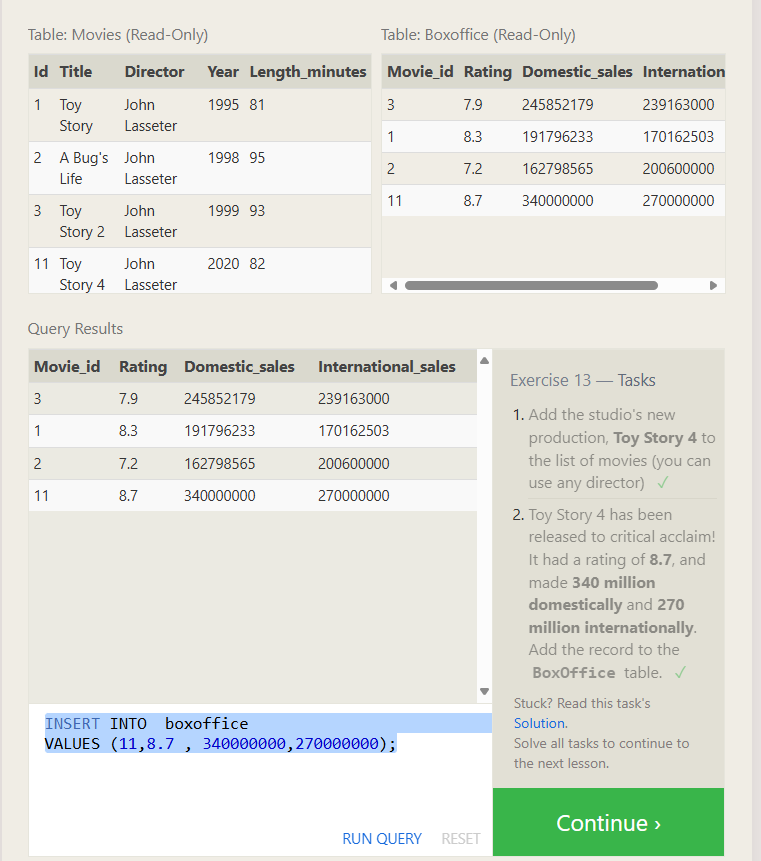 Table: Movies (Read-Only)
Id Title Director Year Length_minutes
1 Toy John 1995 81
Story Lasseter
2 A Bug's John 1998 95
Life Lasseter
3 Toy John 1999 93
Story 2 Lasseter
11 Toy John 2020 82
Story 4 Lasseter
Table: Boxoffice (Read-Only)
Movie_id Rating Domestic_sales Internation
3 7.9 245852179 239163000
1 8.3 191796233 170162503
2 7.2 162798565 200600000
11 8.7 340000000 270000000
Query Results
Movie_id Rating Domestic_sales International_sales
3 7.9 245852179 239163000
1 8.3 191796233 170162503
2 7.2 162798565 200600000
11 8.7 340000000 270000000
INSERT INTO  boxoffice
VALUES (11,8.7 , 340000000,270000000);
RUN QUERY RESET
Exercise 13 — Tasks
1. Add the studio's new
production, Toy Story 4 to
the list of movies (you can
use any director) ✓
2. Toy Story 4 has been
released to critical acclaim!
It had a rating of 8.7, and
made 340 million
domestically and 270
million internationally.
Add the record to the
BoxOffice table. ✓
Stuck? Read this task's
Solution.
Solve all tasks to continue to
the next lesson.
Continue ›